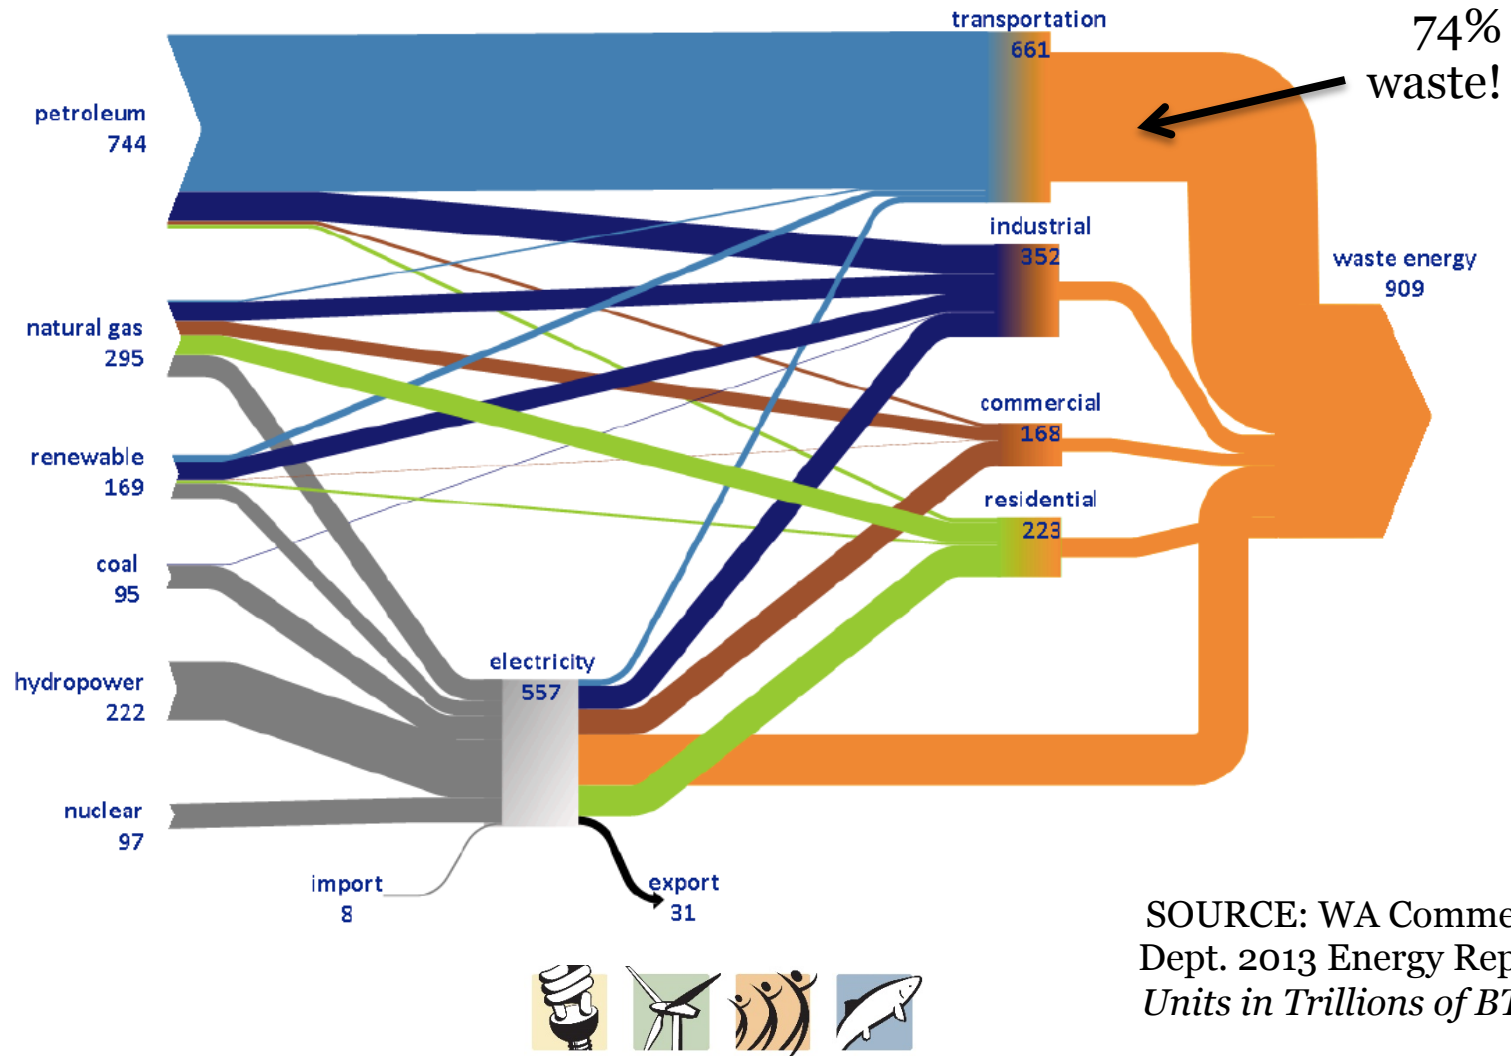 transportation
661
74%
waste!
petroleum
744
industrial
352
waste energy
909
natural gas
295
commercial
168
renewable
169
residential
223
coal
95
electricity
557
hydropower
222
nuclear
97
import
8
export
31
SOURCE: WA Comme
Dept. 2013 Energy Rep
Units in Trillions of BT